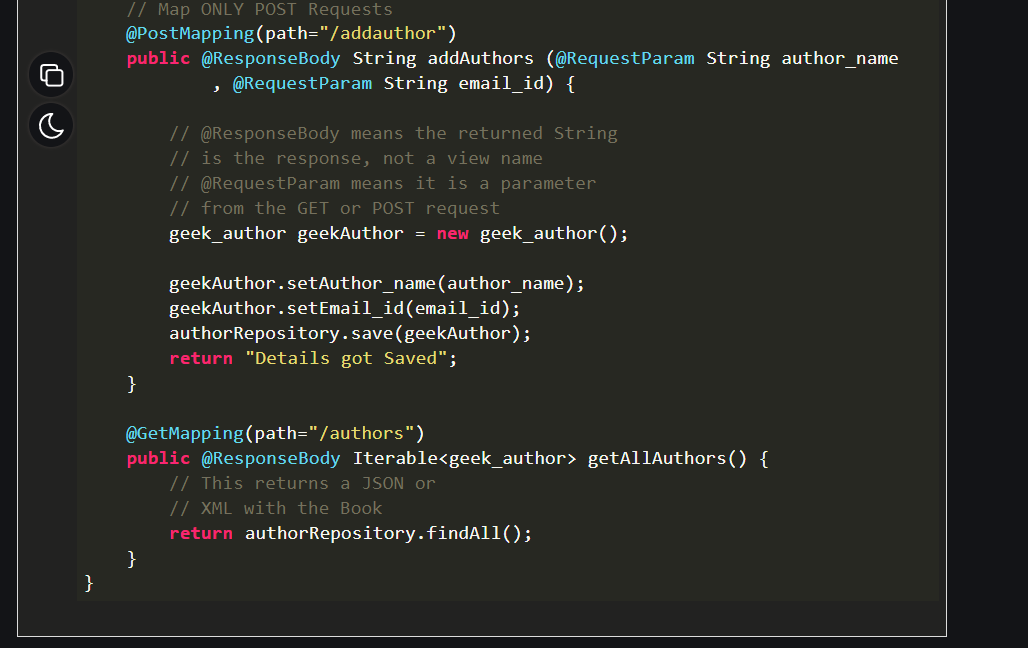 // Map ONLY POST Requests
@PostMapping(path="/addauthor")
public @ResponseBody String addAuthors (@RequestParam String author_name
, @RequestParam String email_id) {
// @ResponseBody means the returned String
// is the response, not a view name
// @RequestParam means it is a parameter
// from the GET or POST request
geek_author geekAuthor = new geek_author();
geekAuthor.setAuthor_name(author_name);
geekAuthor.setEmail_id(email_id);
authorRepository.save(geekAuthor);
return "Details got Saved";
}
@GetMapping(path="/authors")
public @ResponseBody Iterable<geek_author> getAllAuthors() {
// This returns a JSON or
// XML with the Book
return authorRepository.findAll();
}
}